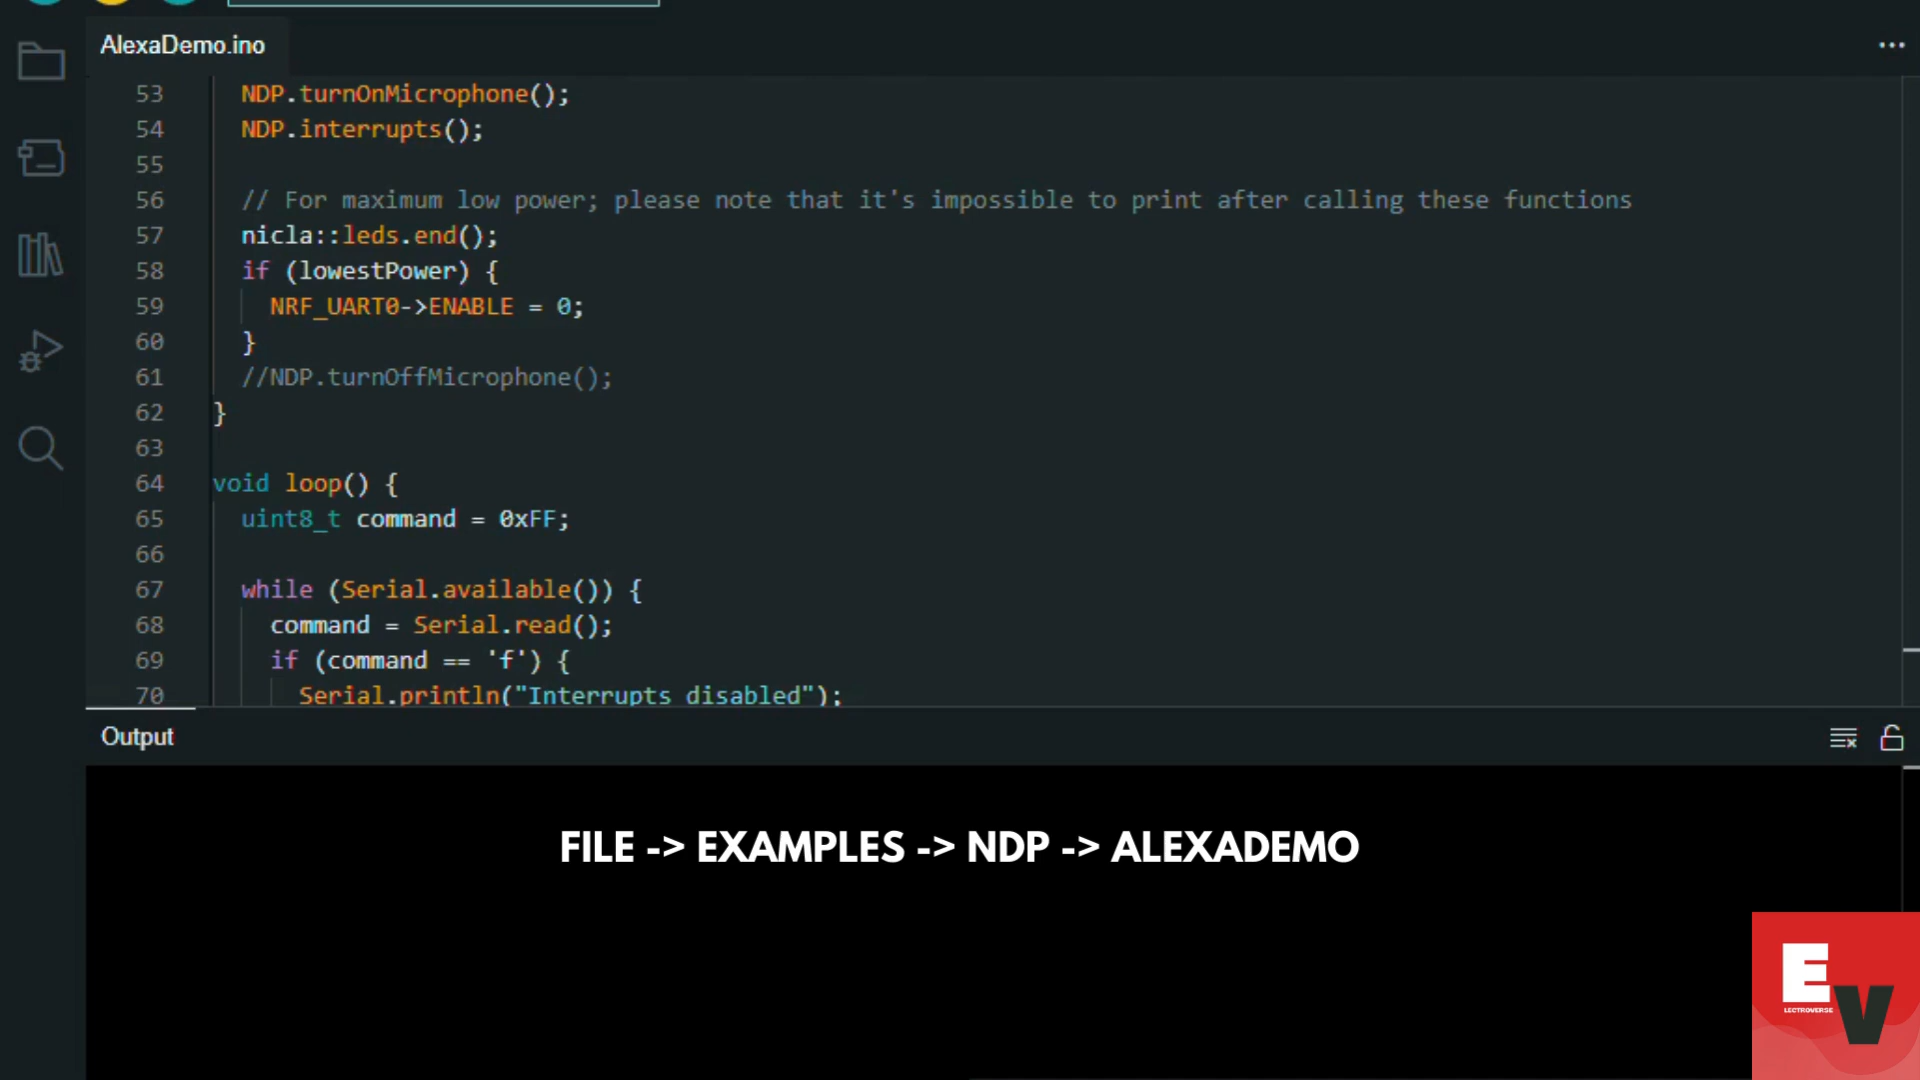 AlexaDemo.ino
53 NDP.turnOnMicrophone();
54 NDP.interrupts();
55
56 // For maximum low power; please note that it's impossible to print after calling these functions
57 nicla::leds.end();
58 if (lowestPower) {
59 NRF_UART0->ENABLE = 0;
60 }
61 //NDP.turnOffMicrophone();
62 }
63
64 void loop() {
65 uint8_t command = 0xFF;
66
67 while (Serial.available()) {
68 command = Serial.read();
69 if (command == 'f') {
70 Serial.println("Interrupts disabled");
Output
FILE -> EXAMPLES -> NDP -> ALEXADEMO
E
LECTROVERSE
V